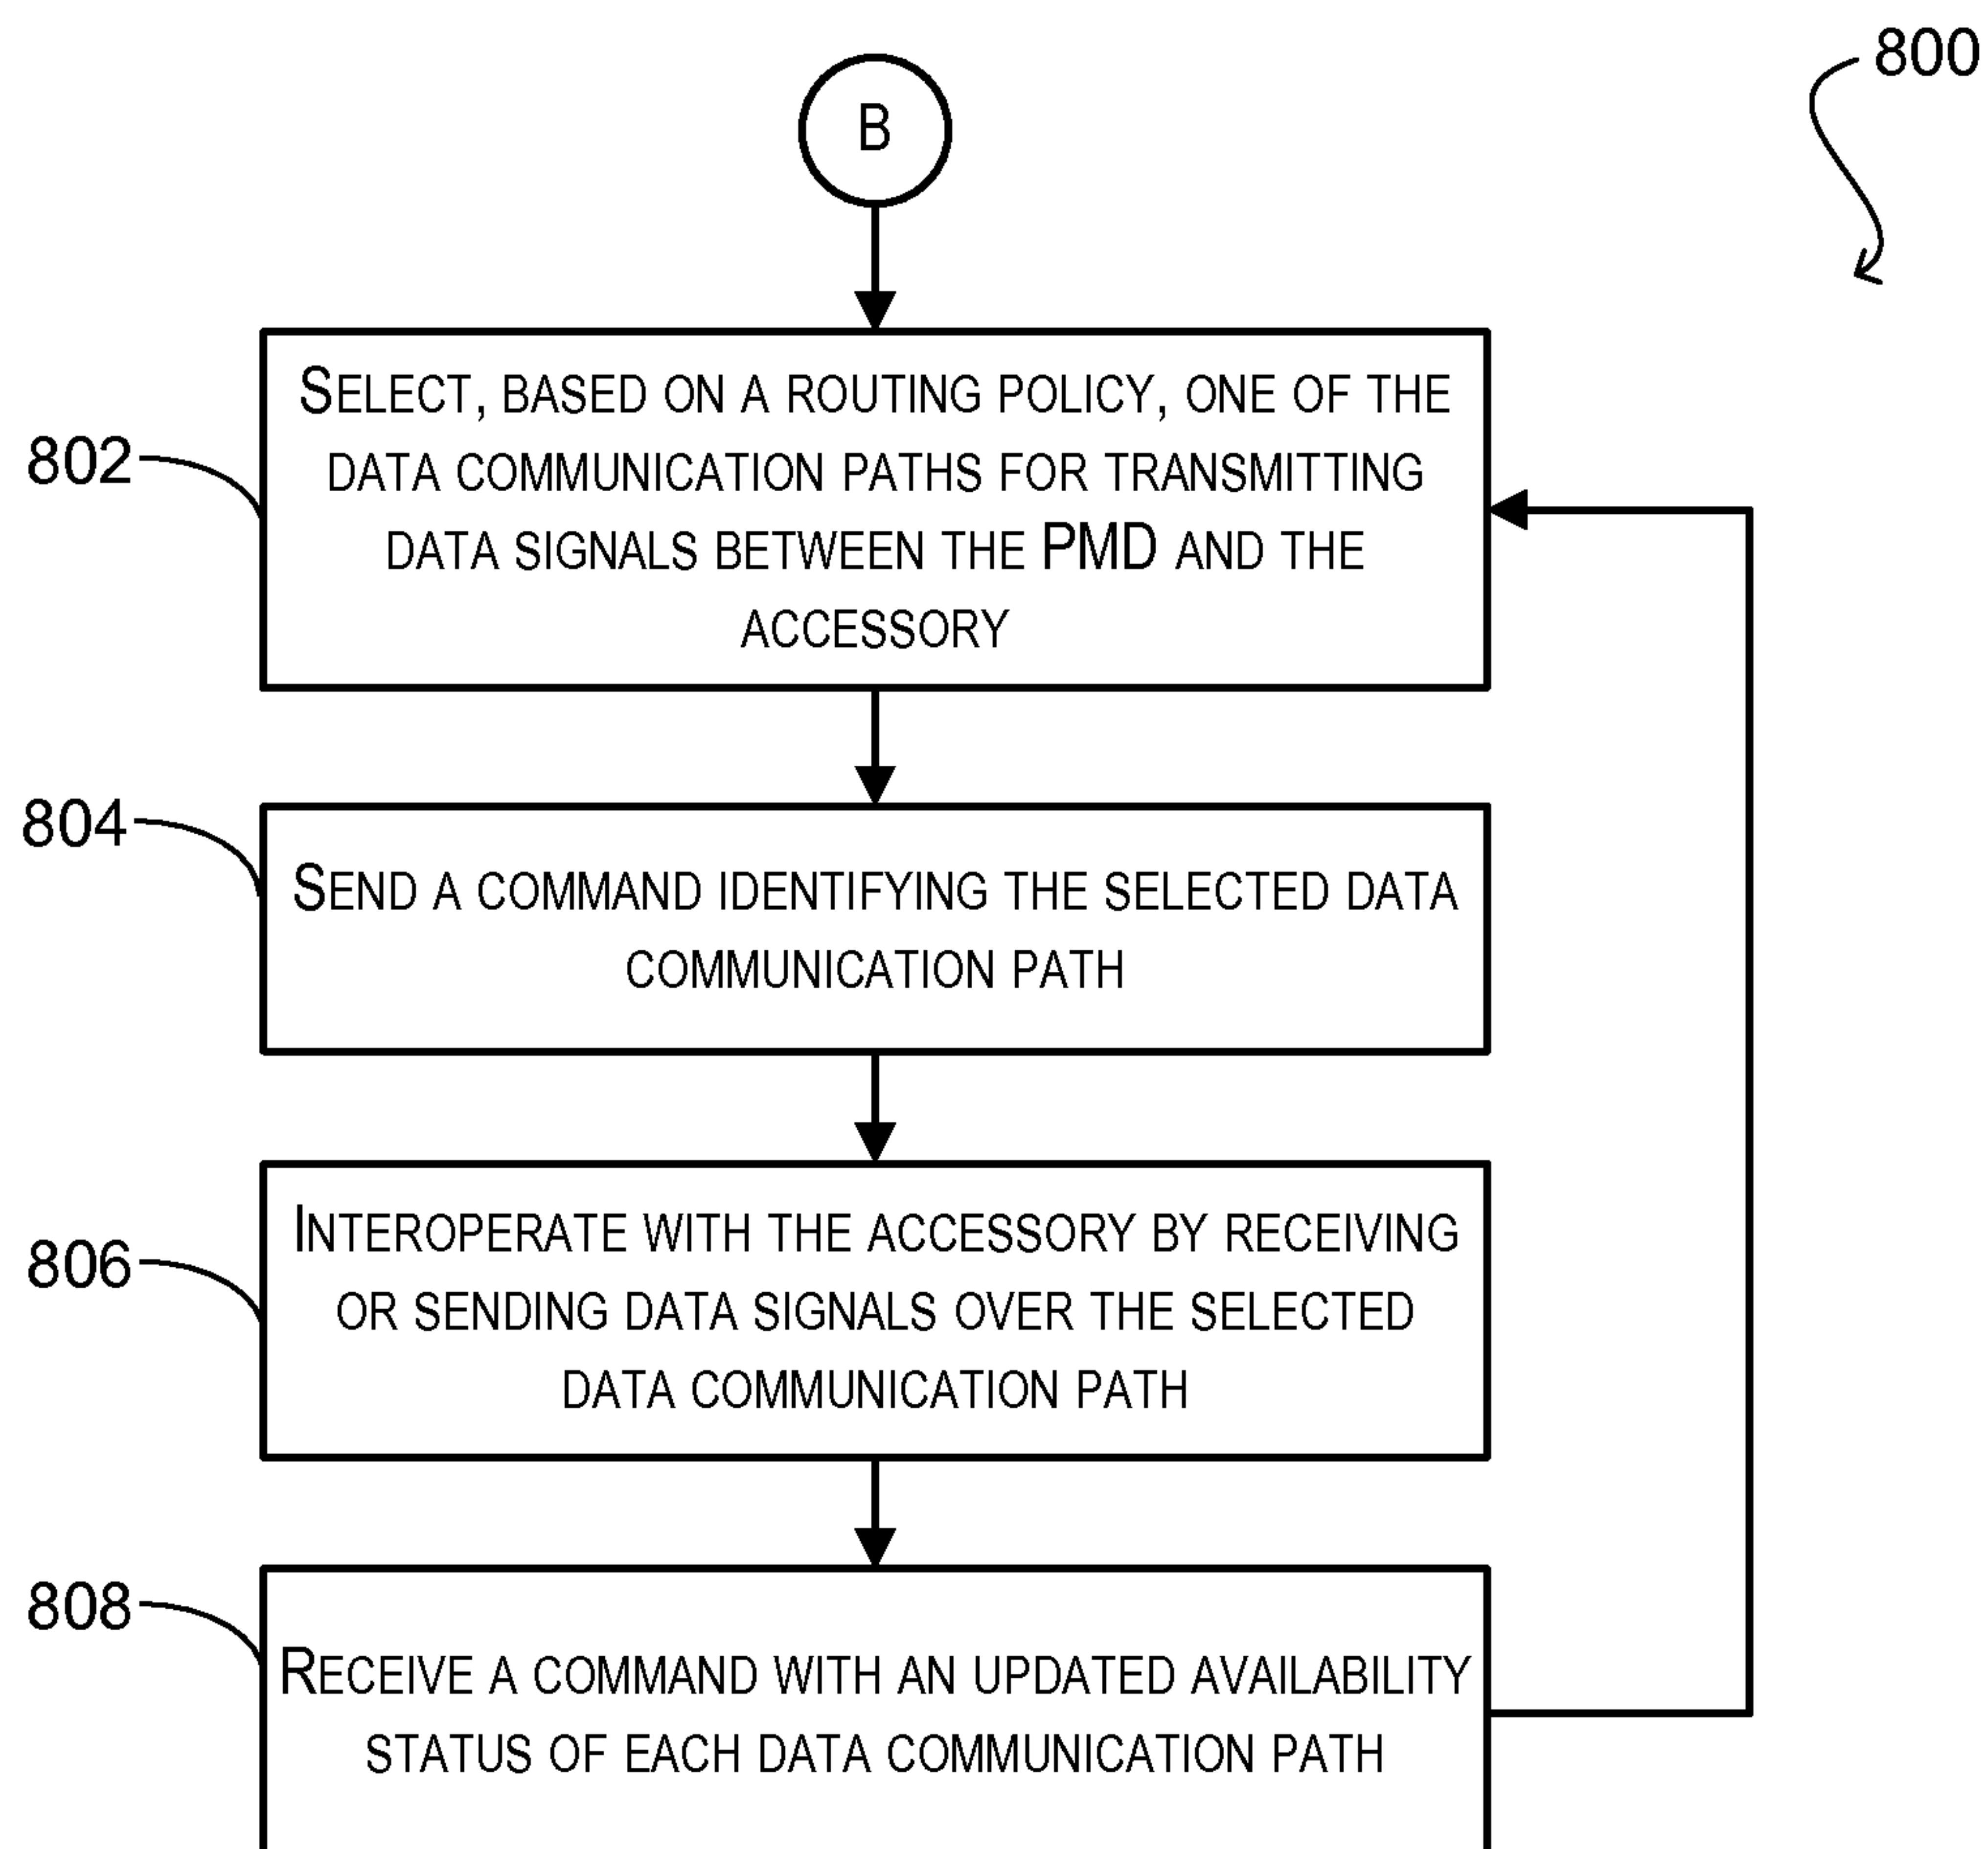 800
B
SELECT, BASED ON A ROUTING POLICY, ONE OF THE
DATA COMMUNICATION PATHS FOR TRANSMITTING
DATA SIGNALS BETWEEN THE PMD AND THE
ACCESSORY
802
804
SEND A COMMAND IDENTIFYING THE SELECTED DATA
COMMUNICATION PATH
INTEROPERATE WITH THE ACCESSORY BY RECEIVING
OR SENDING DATA SIGNALS OVER THE SELECTED
DATA COMMUNICATION PATH
806
808
RECEIVE A COMMAND WITH AN UPDATED AVAILABILITY
STATUS OF EACH DATA COMMUNICATION PATH